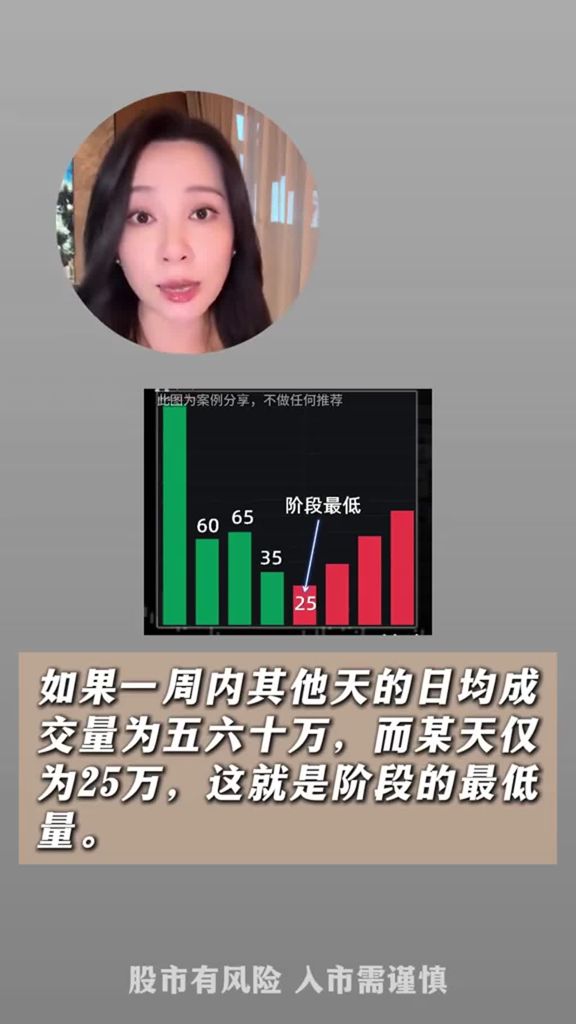 此图为案例分享，不做任何推荐
阶段最低
60
65
35
25
如果一周内其他天的日均成
交量为五六十万，而某天仅
为25万，这就是阶段的最低
量。
股市有风险 入市需谨慎